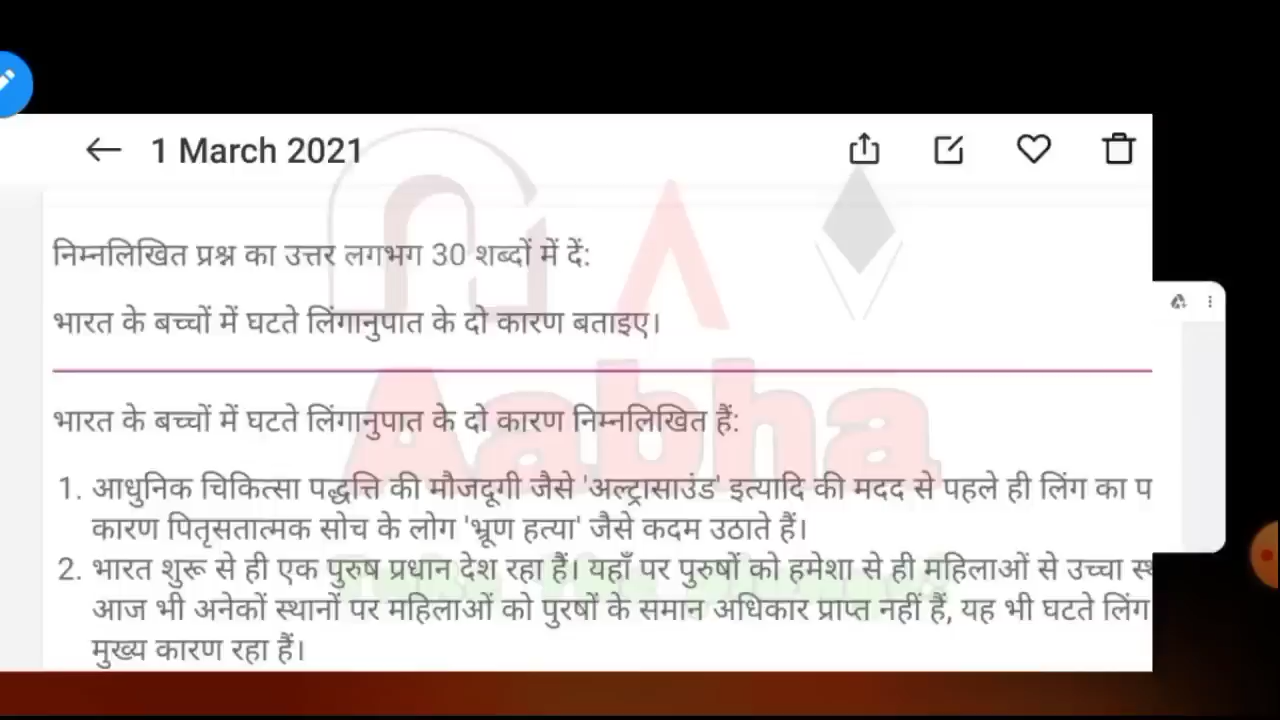 1 March 2021
निम्नलिखित प्रश्न का उत्तर लगभग 30 शब्दों में दें:
भारत के बच्चों में घटते लिंगानुपात के दो कारण बताइए।
Aabha
भारत के बच्चों में घटते लिंगानुपात के दो कारण निम्नलिखित हैं:
1. आधुनिक चिकित्सा पद्धत्ति की मौजदूगी जैसे 'अल्ट्रासाउंड' इत्यादि की मदद से पहले ही लिंग का
कारण पितृसतात्मक सोच के लोग 'भ्रूण हत्या' जैसे कदम उठाते हैं।
2. भारत शुरू से ही एक पुरुष प्रधान देश रहा हैं। यहाँ पर पुरुषों को हमेशा से ही महिलाओं से उच्चा
आज भी अनेकों स्थानों पर महिलाओं को पुरषों के समान अधिकार प्राप्त नहीं हैं, यह भी घटते लिंग
मुख्य कारण रहा हैं।